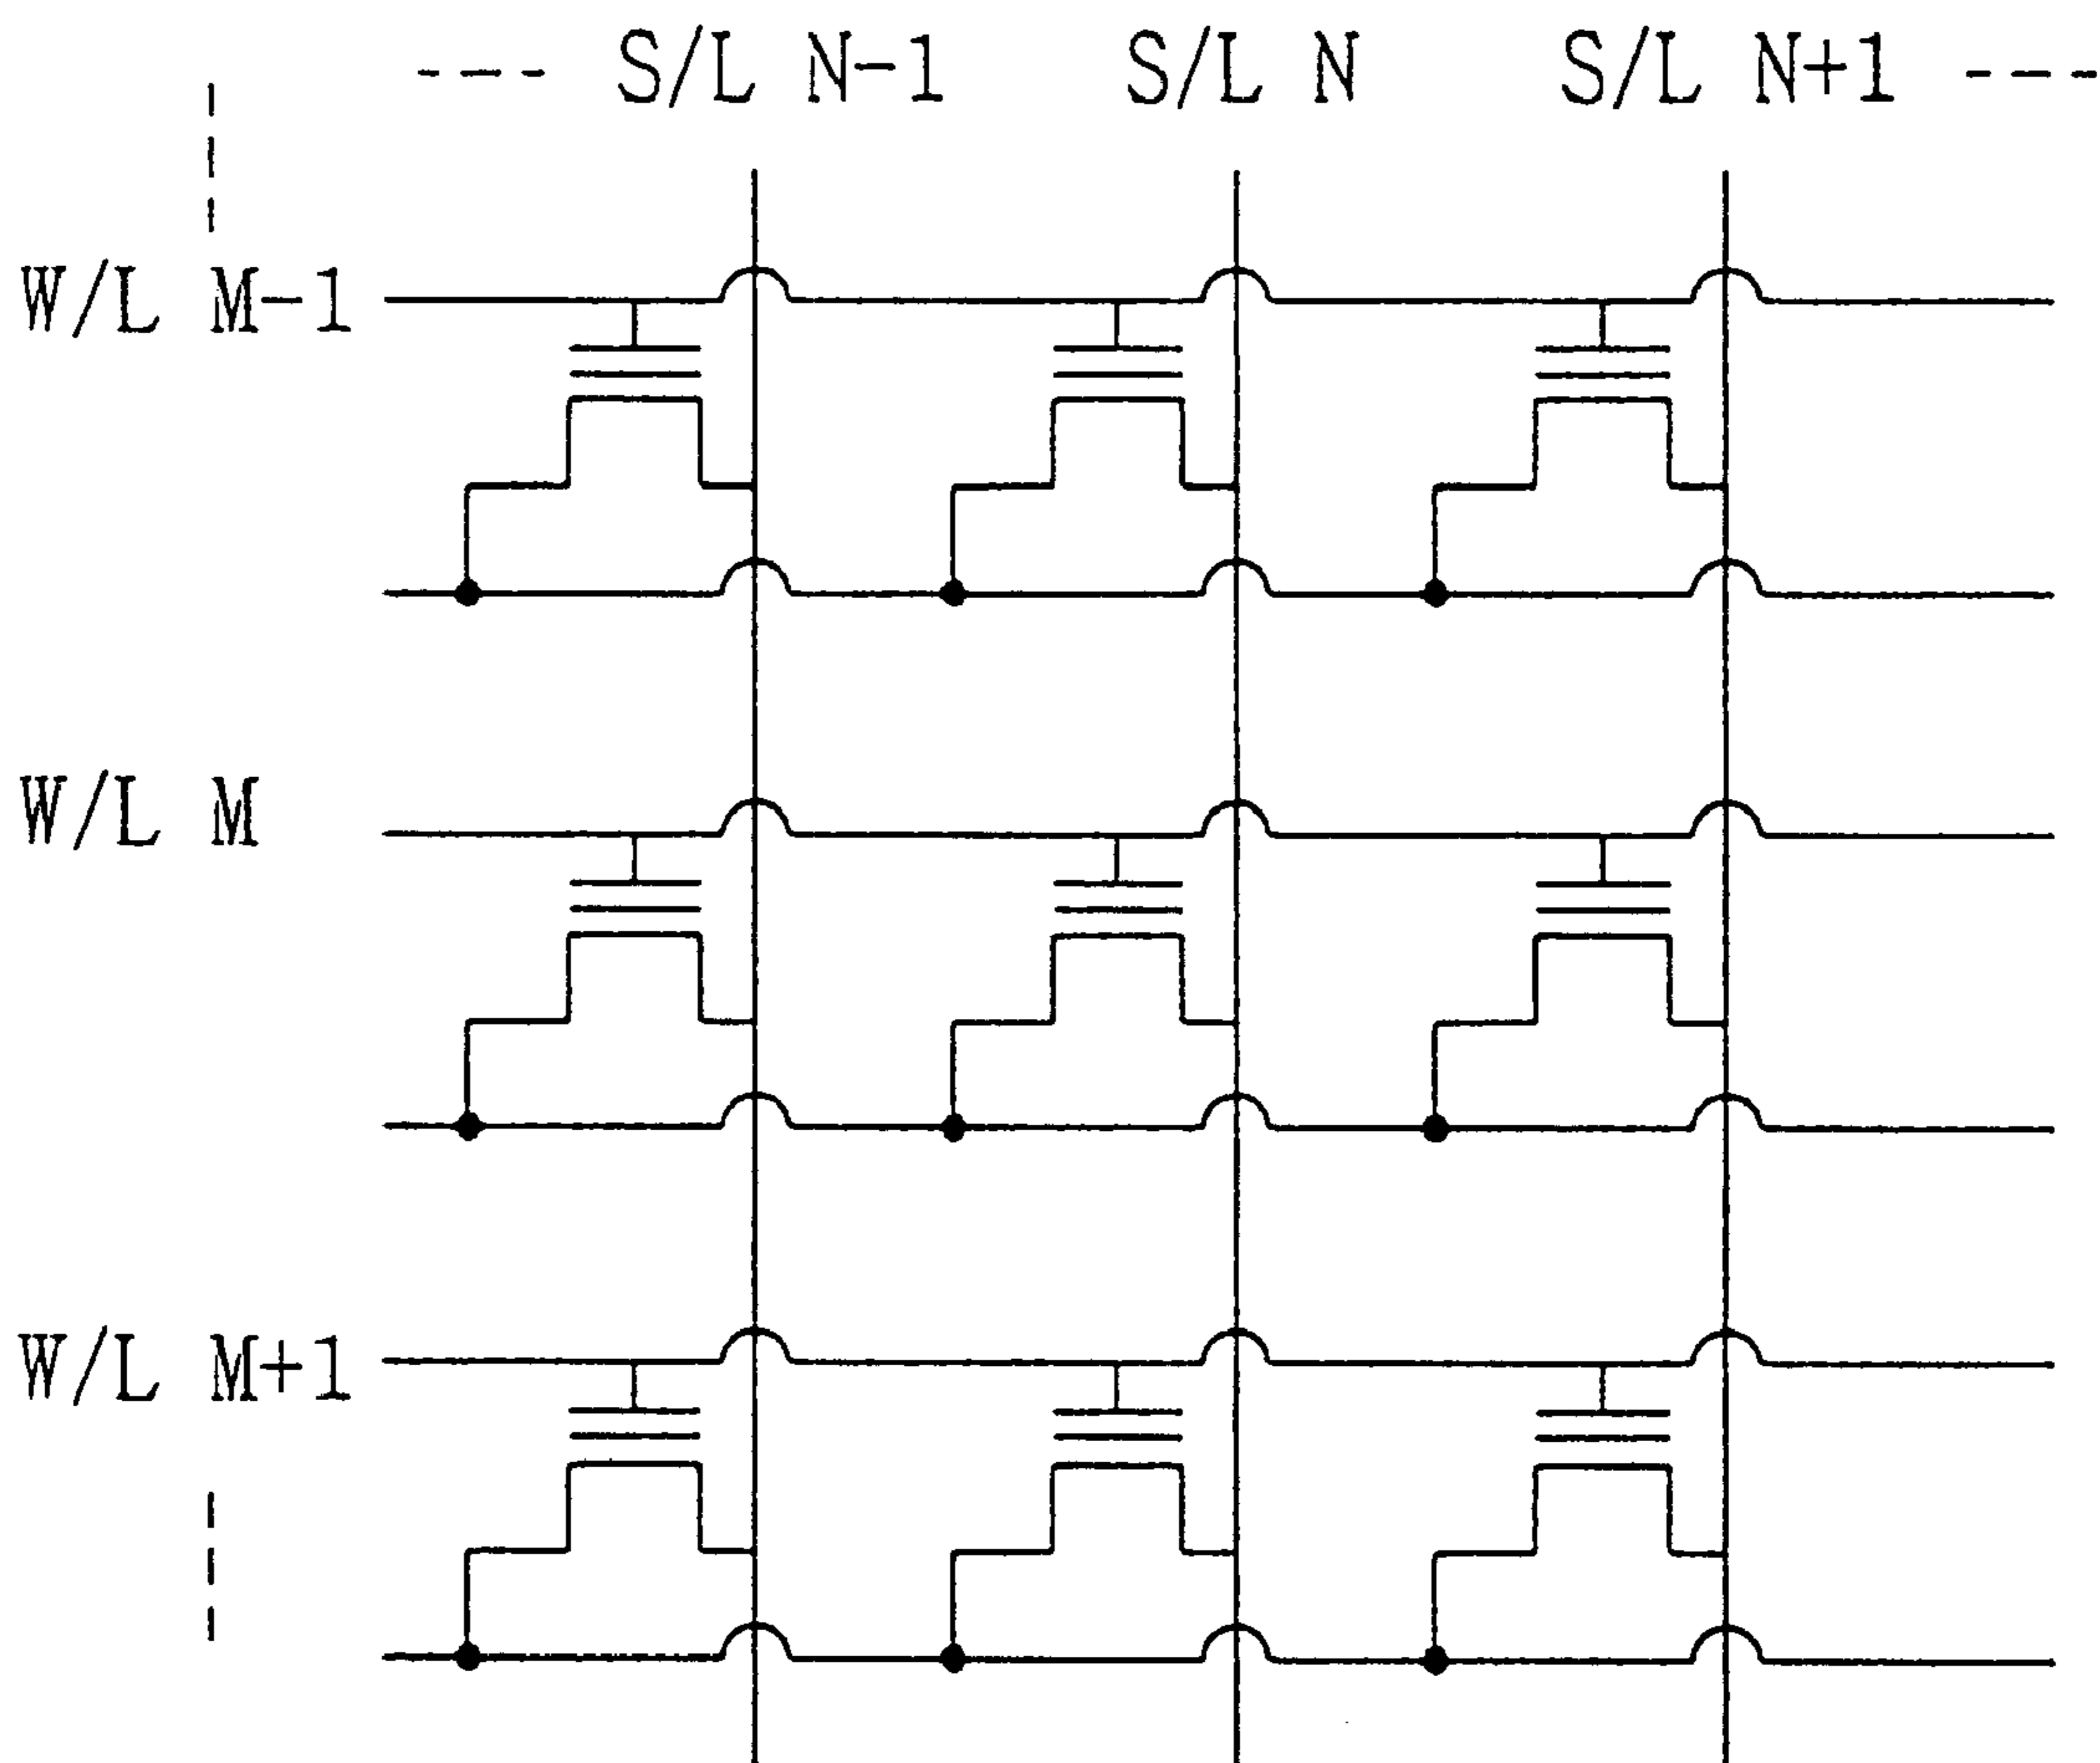 --- S/L N-1 S/L N S/L N+1 ---
W/L M-1
W/L M
W/L M+1